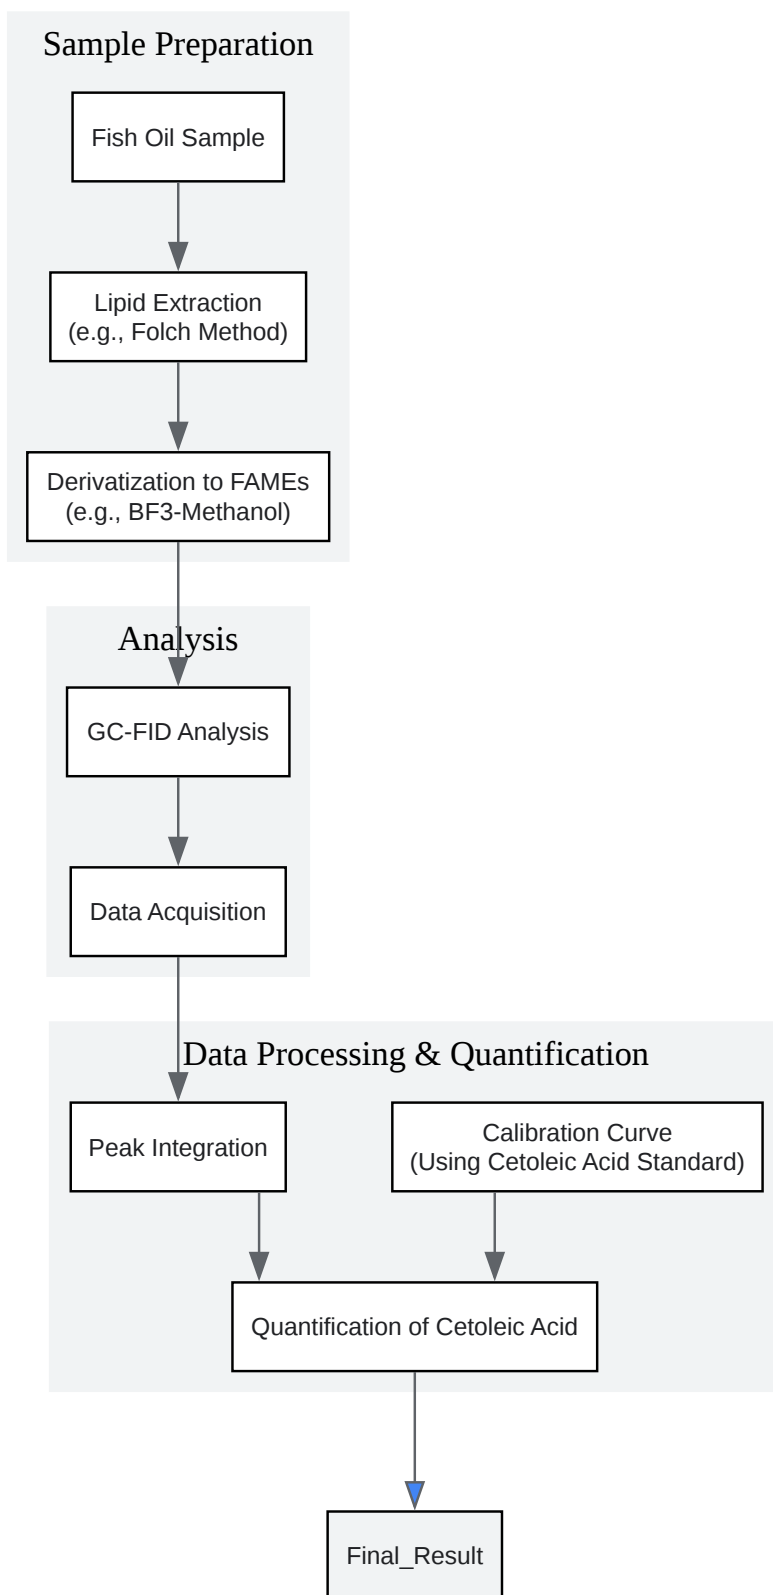 Sample Preparation
Fish Oil Sample
Lipid Extraction
(e.g., Folch Method)
Derivatization to FAMEs
(e.g., BF3-Methanol)
Analysis
GC-FID Analysis
Data Acquisition
Data Processing & Quantification
Peak Integration
Calibration Curve
(Using Cetoleic Acid Standard)
Quantification of Cetoleic Acid
Final_Result